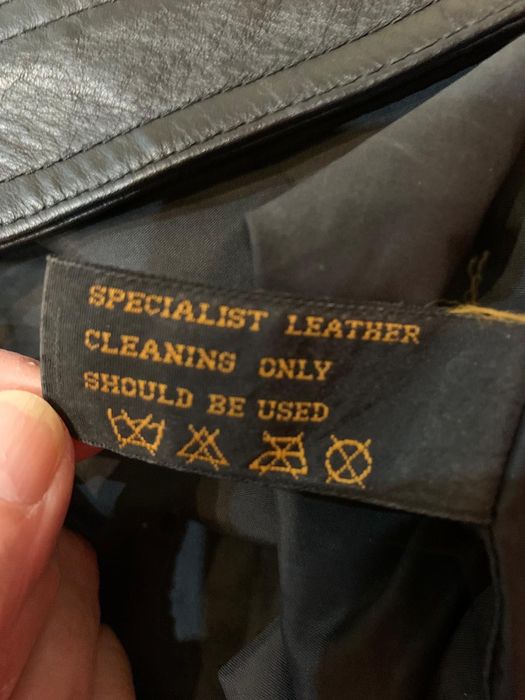 SPECIALIST LEATHER
CLEANING ONLY
SHOULD BE USED